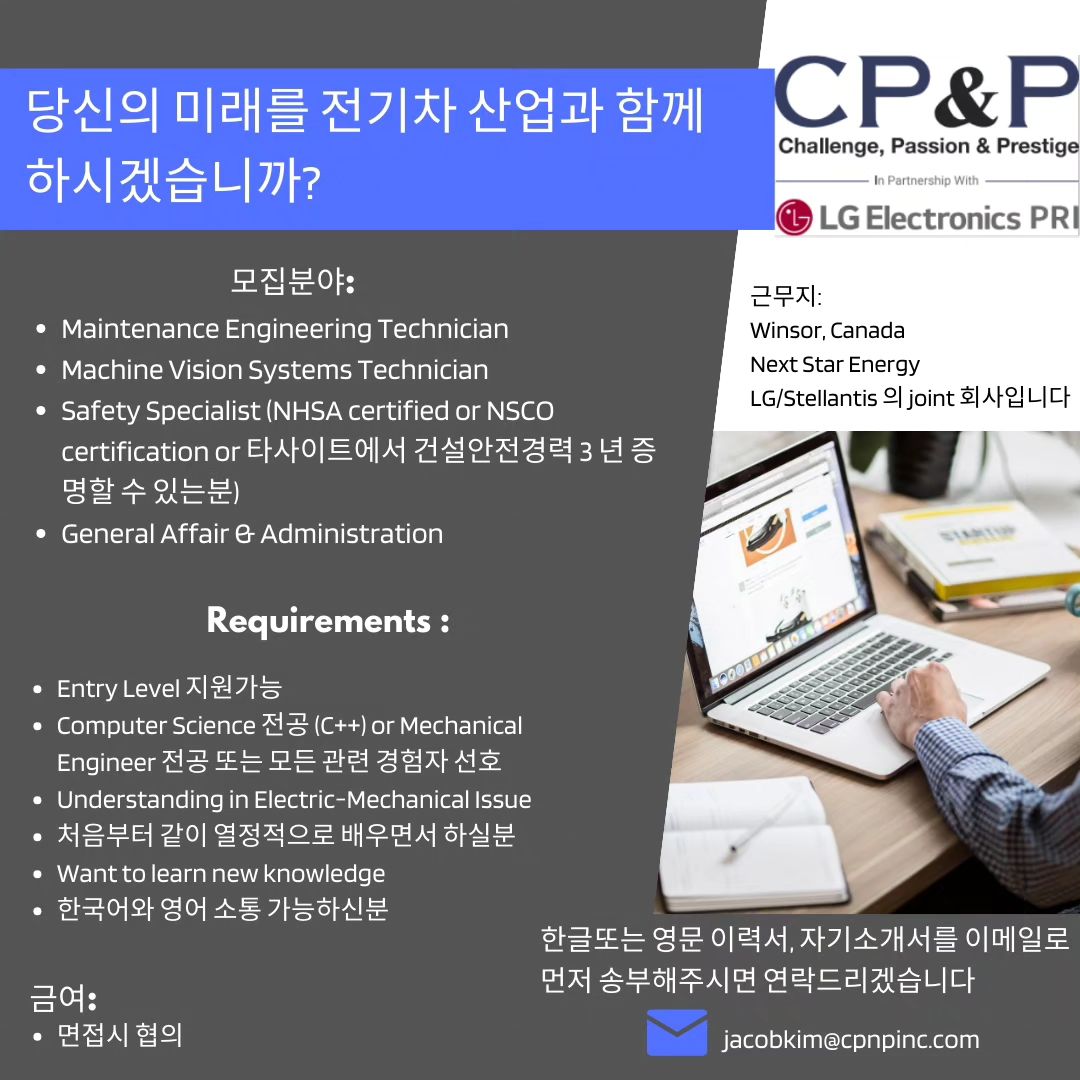 당신의 미래를 전기차 산업과 함께
하시겠습니까?
CP&P
Challenge, Passion & Prestige
In Partnership With
LG Electronics PRI
모집분야:
• Maintenance Engineering Technician
• Machine Vision Systems Technician
• Safety Specialist (NHSA certified or NSCO
certification or 타사이트에서 건설안전경력 3 년 증
명할 수 있는분)
• General Affair & Administration
근무지:
Winsor, Canada
Next Star Energy
LG/Stellantis 의 joint 회사입니다
STARTUP
Requirements :
• Entry Level 지원가능
• Computer Science 전공 (C++) or Mechanical
Engineer 전공 또는 모든 관련 경험자 선호
• Understanding in Electric-Mechanical Issue
• 처음부터 같이 열정적으로 배우면서 하실분
• Want to learn new knowledge
• 한국어와 영어 소통 가능하신분
금여:
• 면접시 협의
한글또는 영문 이력서, 자기소개서를 이메일로
먼저 송부해주시면 연락드리겠습니다
jacobkim@cpnpinc.com